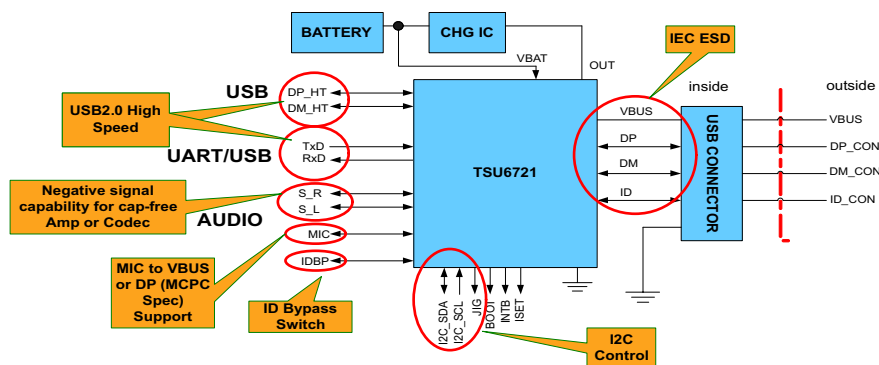 BATTERY
CHG IC
IEC ESD
VBAT
OUT
inside
outside
USB
DP_HT
DM_HT
USB2.0 High
Speed
UART/USB
TxD
RxD
TSU6721
VBUS
DP
DM
ID
USB CONNECTOR
VBUS
DP_CON
DM_CON
ID_CON
Negative signal
capability for cap-free
Amp or Codec
AUDIO
S_R
S_L
MIC
IDBP
MIC to VBUS
or DP (MCPC
Spec)
Support
ID Bypass
Switch
I2C_SDA
I2C_SCL
JIG
BOOT
INTB
ISET
I2C
Control